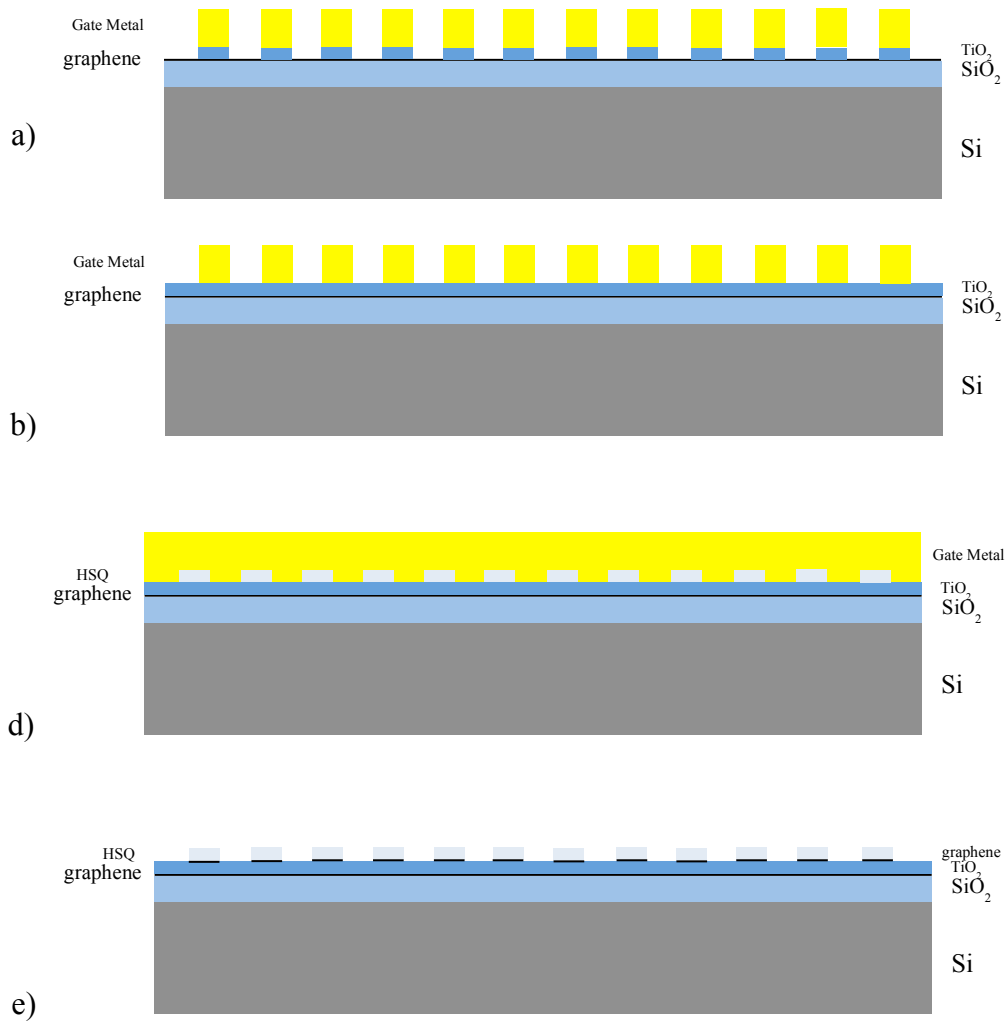 Gate Metal
graphene
TiO₂
SiO₂
Si
a)
Gate Metal
graphene
TiO₂
SiO₂
Si
b)
Gate Metal
HSQ
graphene
TiO₂
SiO₂
Si
d)
HSQ
graphene
graphene
TiO₂
SiO₂
Si
e)